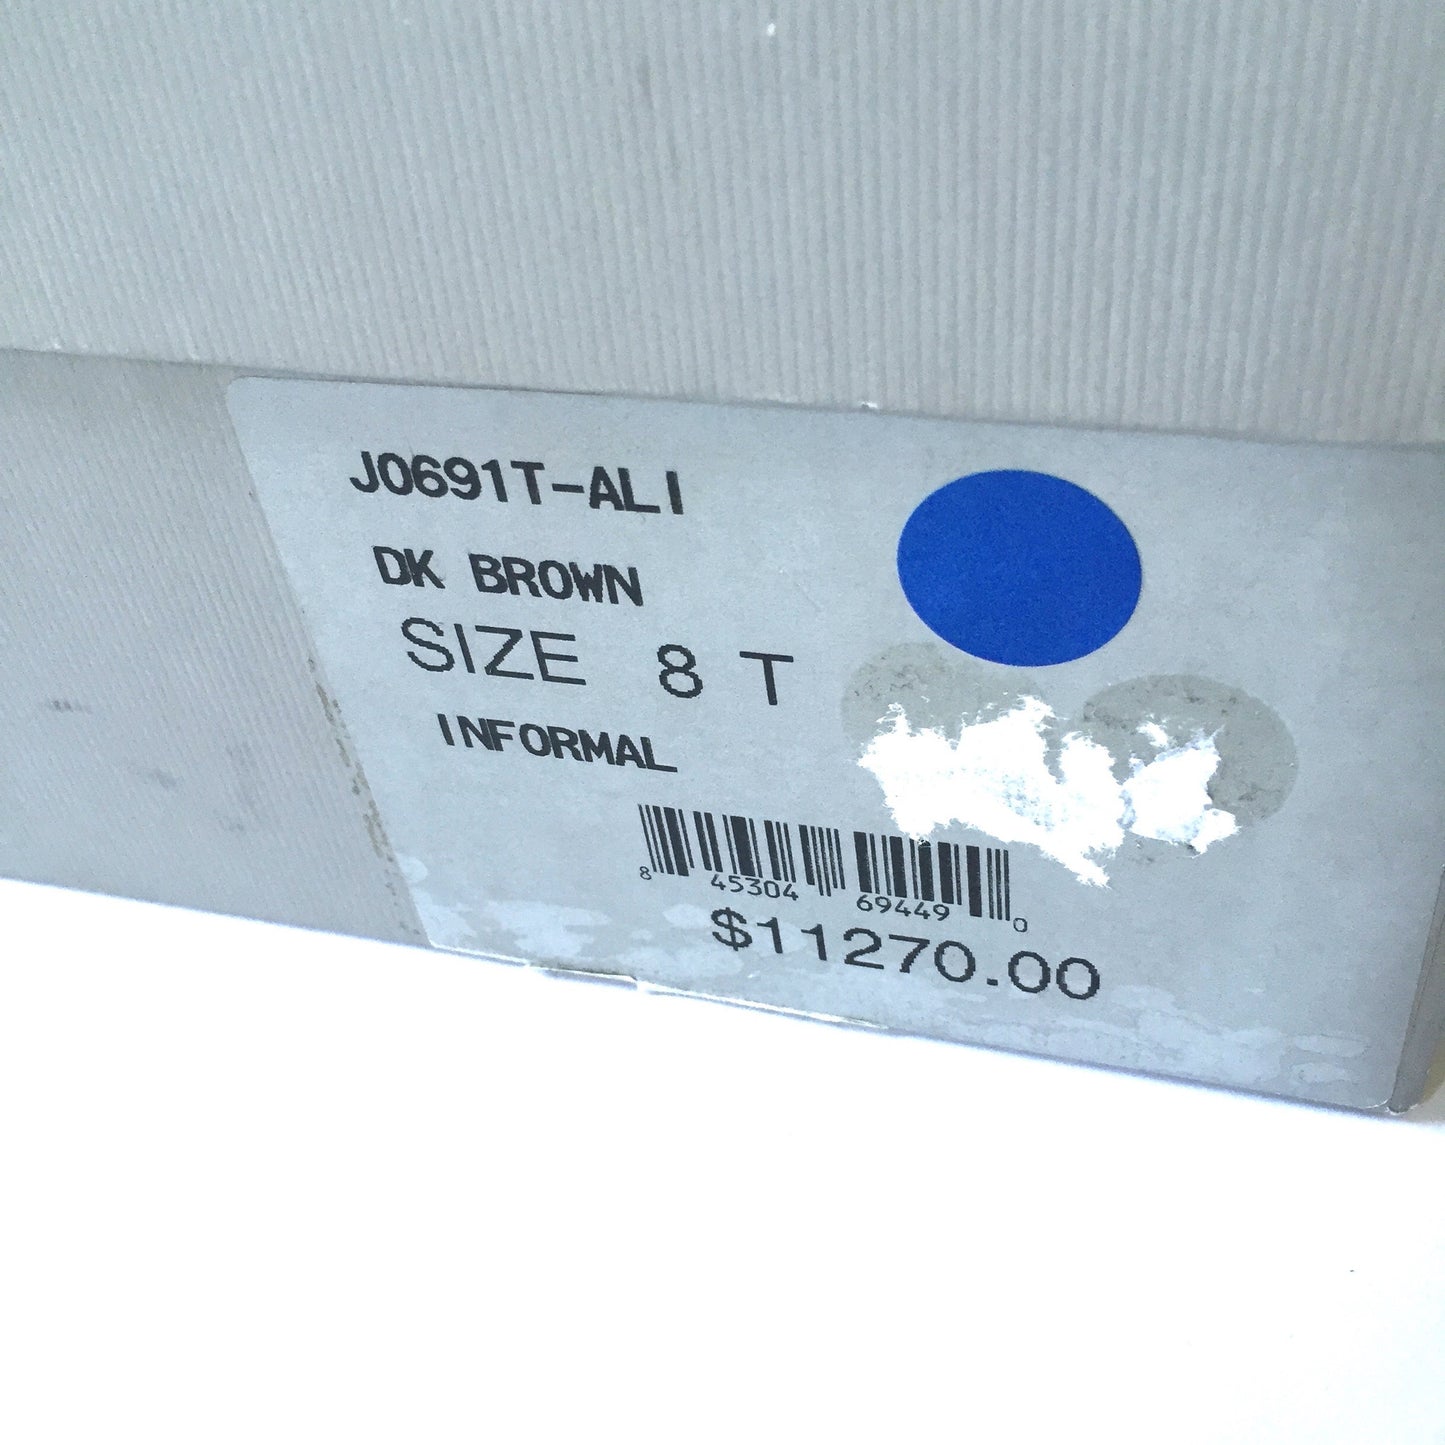 J0691T-ALI
DK BROWN
SIZE 8 T
INFORMAL
8 45304 69449 0
$11270.00